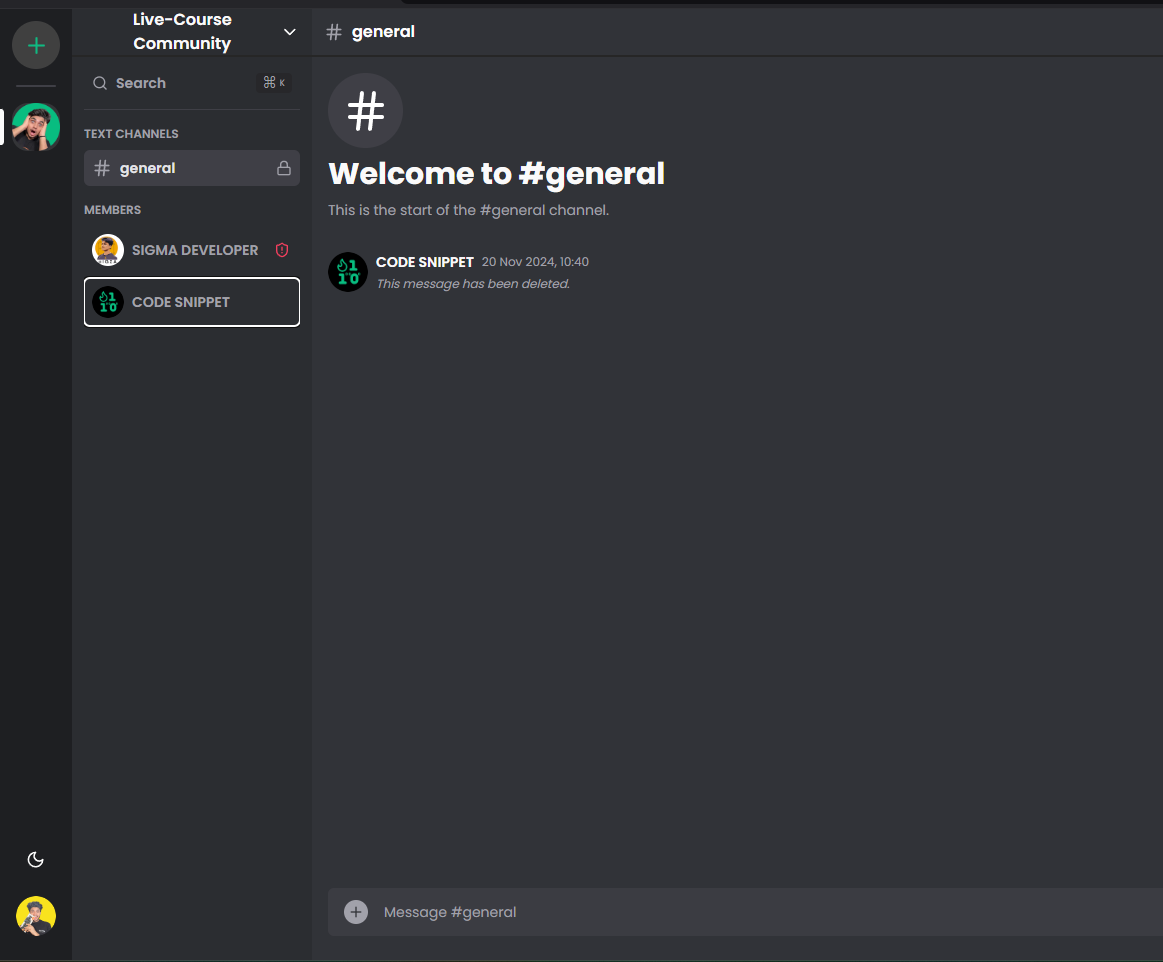 Live-Course
Community
# general
Search
⌘ K
TEXT CHANNELS
# general
MEMBERS
SIGMA DEVELOPER
CODE SNIPPET
#
Welcome to #general
This is the start of the #general channel.
CODE SNIPPET 20 Nov 2024, 10:40
This message has been deleted.
Message #general